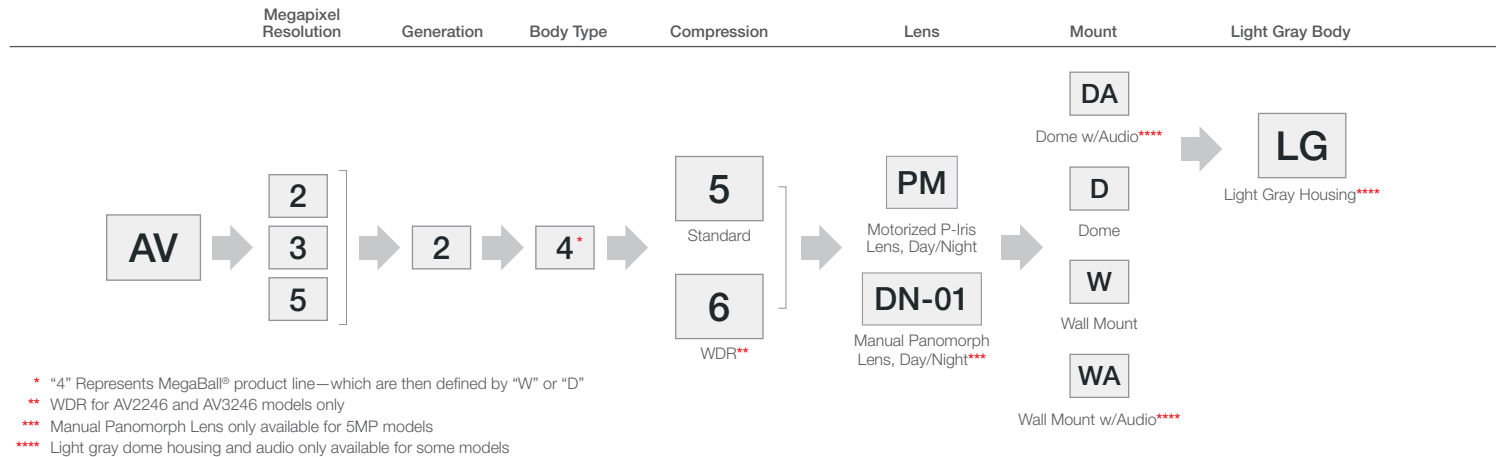 Megapixel
Resolution
Generation
Body Type
Compression
Lens
Mount
Light Gray Body
AV
2
3
5
2
4*
5
Standard
6
WDR**
PM
Motorized P-Iris
Lens, Day/Night
DN-01
Manual Panomorph
Lens, Day/Night***
DA
Dome w/Audio****
D
Dome
W
Wall Mount
WA
Wall Mount w/Audio****
LG
Light Gray Housing****
* “4” Represents MegaBall® product line—which are then defined by “W” or “D”
** WDR for AV2246 and AV3246 models only
*** Manual Panomorph Lens only available for 5MP models
**** Light gray dome housing and audio only available for some models